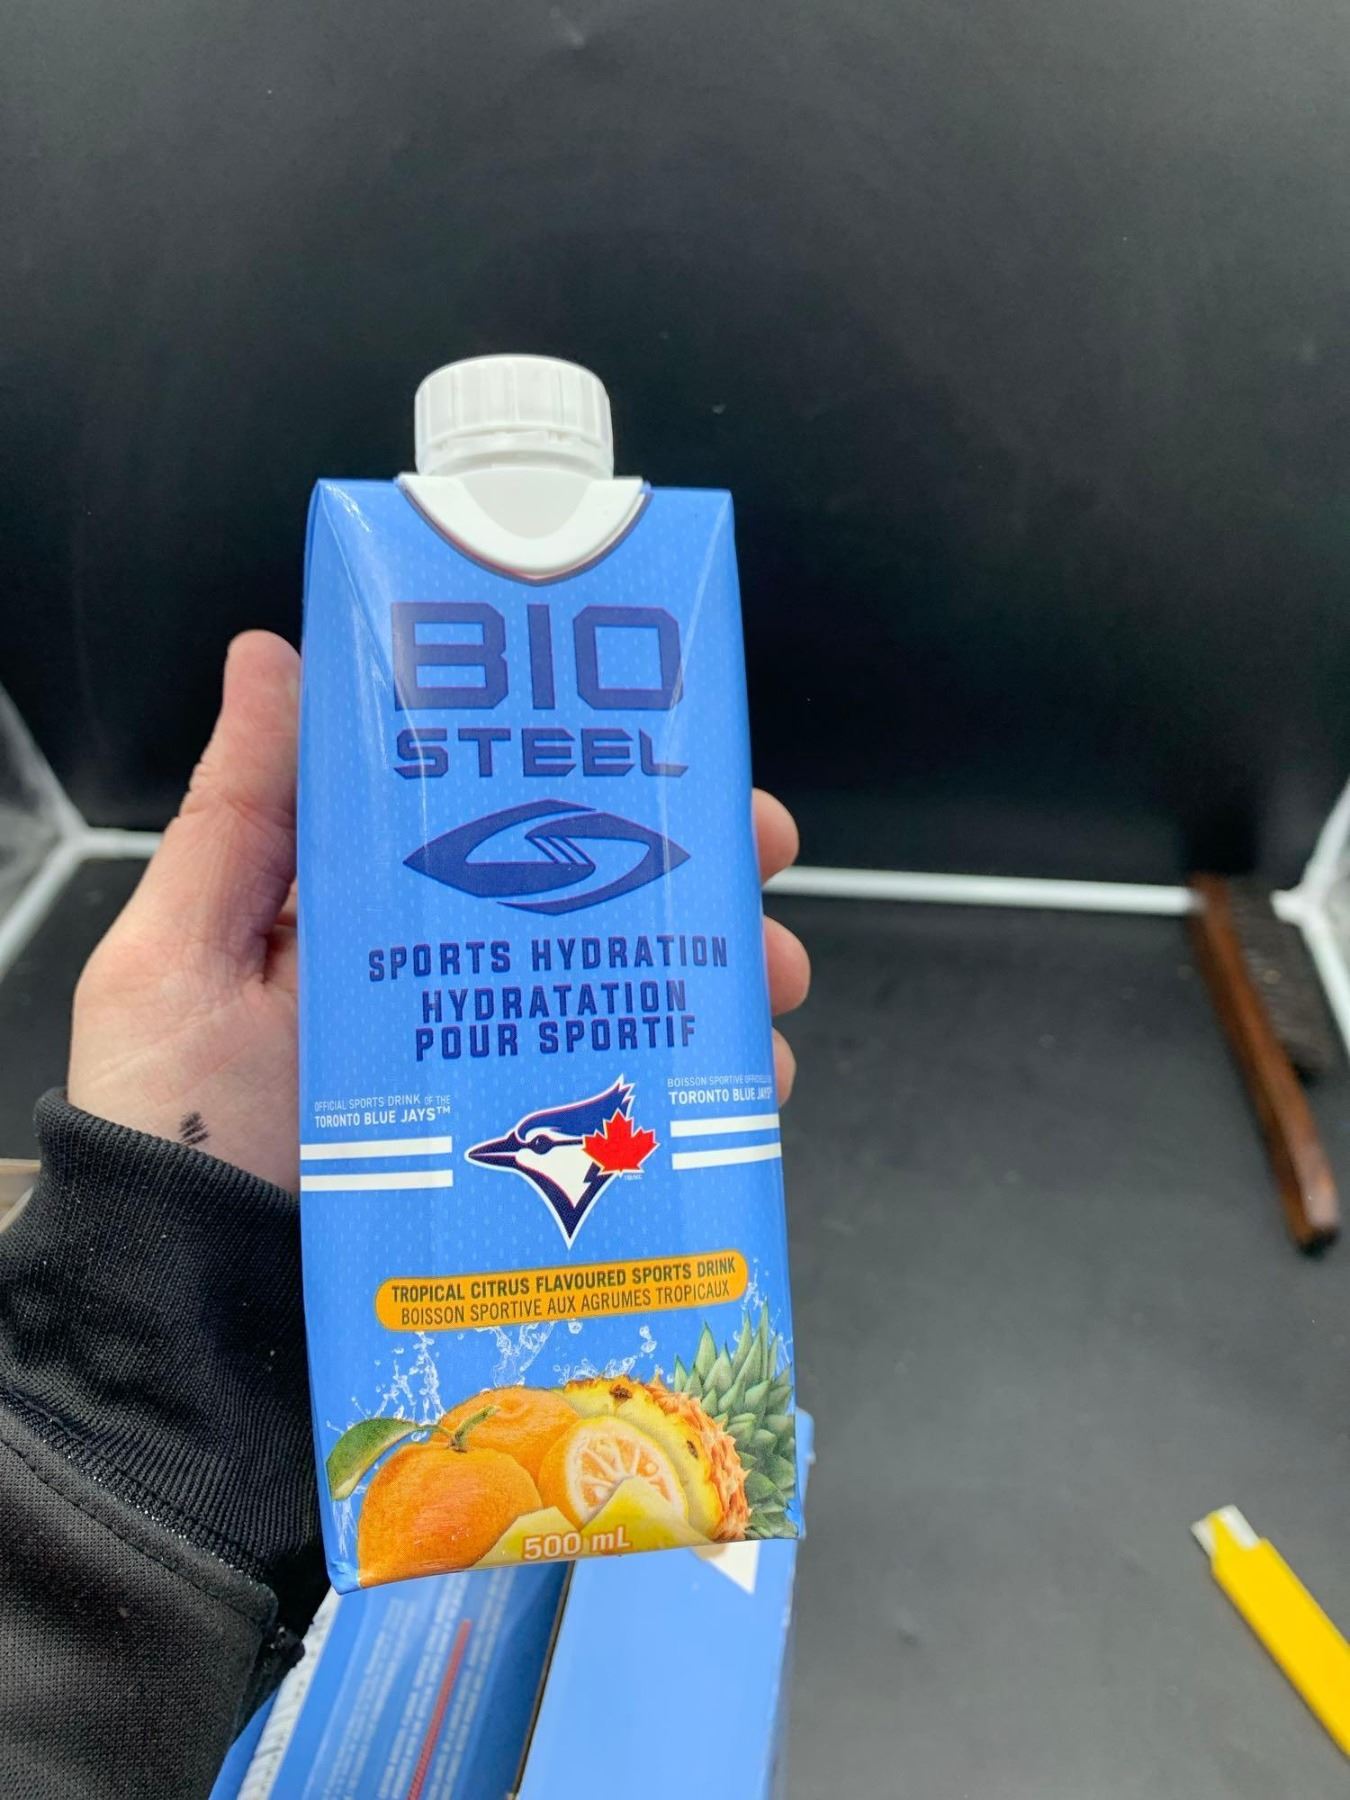 BIO
STEEL
SPORTS HYDRATION
HYDRATATION
POUR SPORTIF
OFFICIAL SPORTS DRINK OF THE
TORONTO BLUE JAYS™
BOISSON SPORTIVE OFFICIELLE
TORONTO BLUE JAYS
TROPICAL CITRUS FLAVOURED SPORTS DRINK
BOISSON SPORTIVE AUX AGRUMES TROPICAUX
500 mL